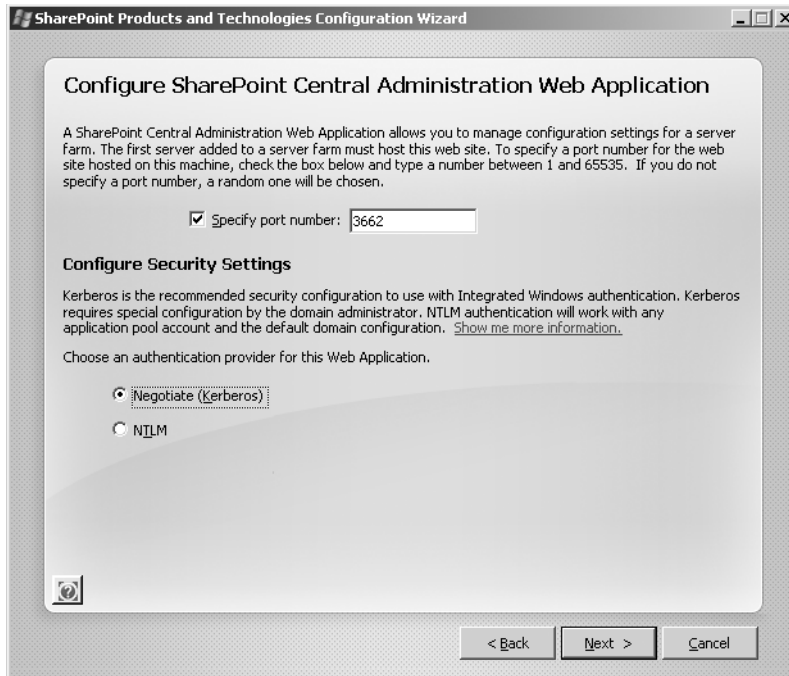 SharePoint Products and Technologies Configuration Wizard
Configure SharePoint Central Administration Web Application
A SharePoint Central Administration Web Application allows you to manage configuration settings for a server
farm. The first server added to a server farm must host this web site. To specify a port number for the web
site hosted on this machine, check the box below and type a number between 1 and 65535. If you do not
specify a port number, a random one will be chosen.
Specify port number: 3662
Configure Security Settings
Kerberos is the recommended security configuration to use with Integrated Windows authentication. Kerberos
requires special configuration by the domain administrator. NTLM authentication will work with any
application pool account and the default domain configuration. Show me more information.
Choose an authentication provider for this Web Application.
Negotiate (Kerberos)
NTLM
< Back Next > Cancel